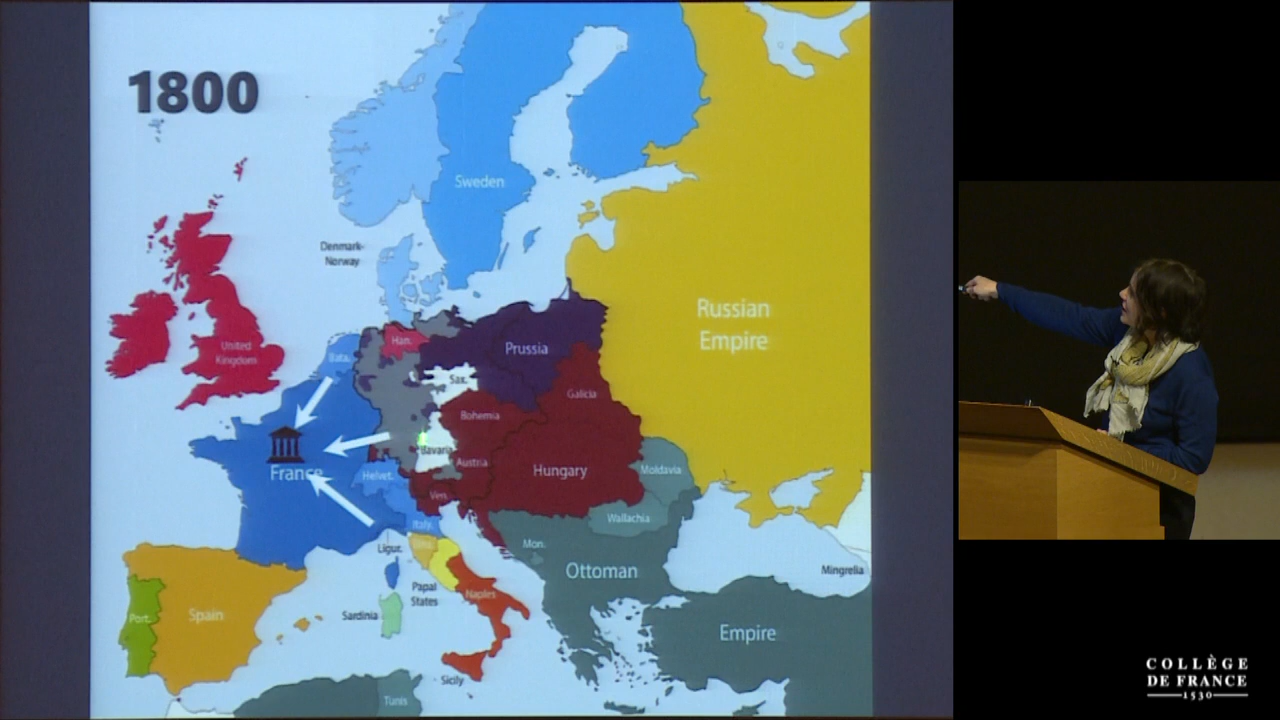 1800
Sweden
Denmark-
Norway
Russian
Empire
United
Kingdom
Han.
Bata.
Prussia
Sax.
Galicia
Bohemia
Bavaria
Austria
France
Helvet.
Hungary
Moldavia
Ven.
Wallachia
Italy
Ligur.
Mon.
Ottoman
Mingrelia
Papal
States
Naples
Port.
Spain
Sardinia
Empire
Sicily
Tunis
COLLÈGE
DE FRANCE
1530